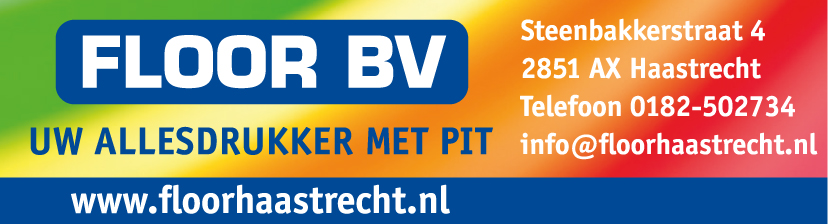 FLOOR BV
UW ALLESDRUKKER MET PIT
Steenbakkerstraat 4
2851 AX Haastrecht
Telefoon 0182-502734
info@floorhaastrecht.nl
www.floorhaastrecht.nl